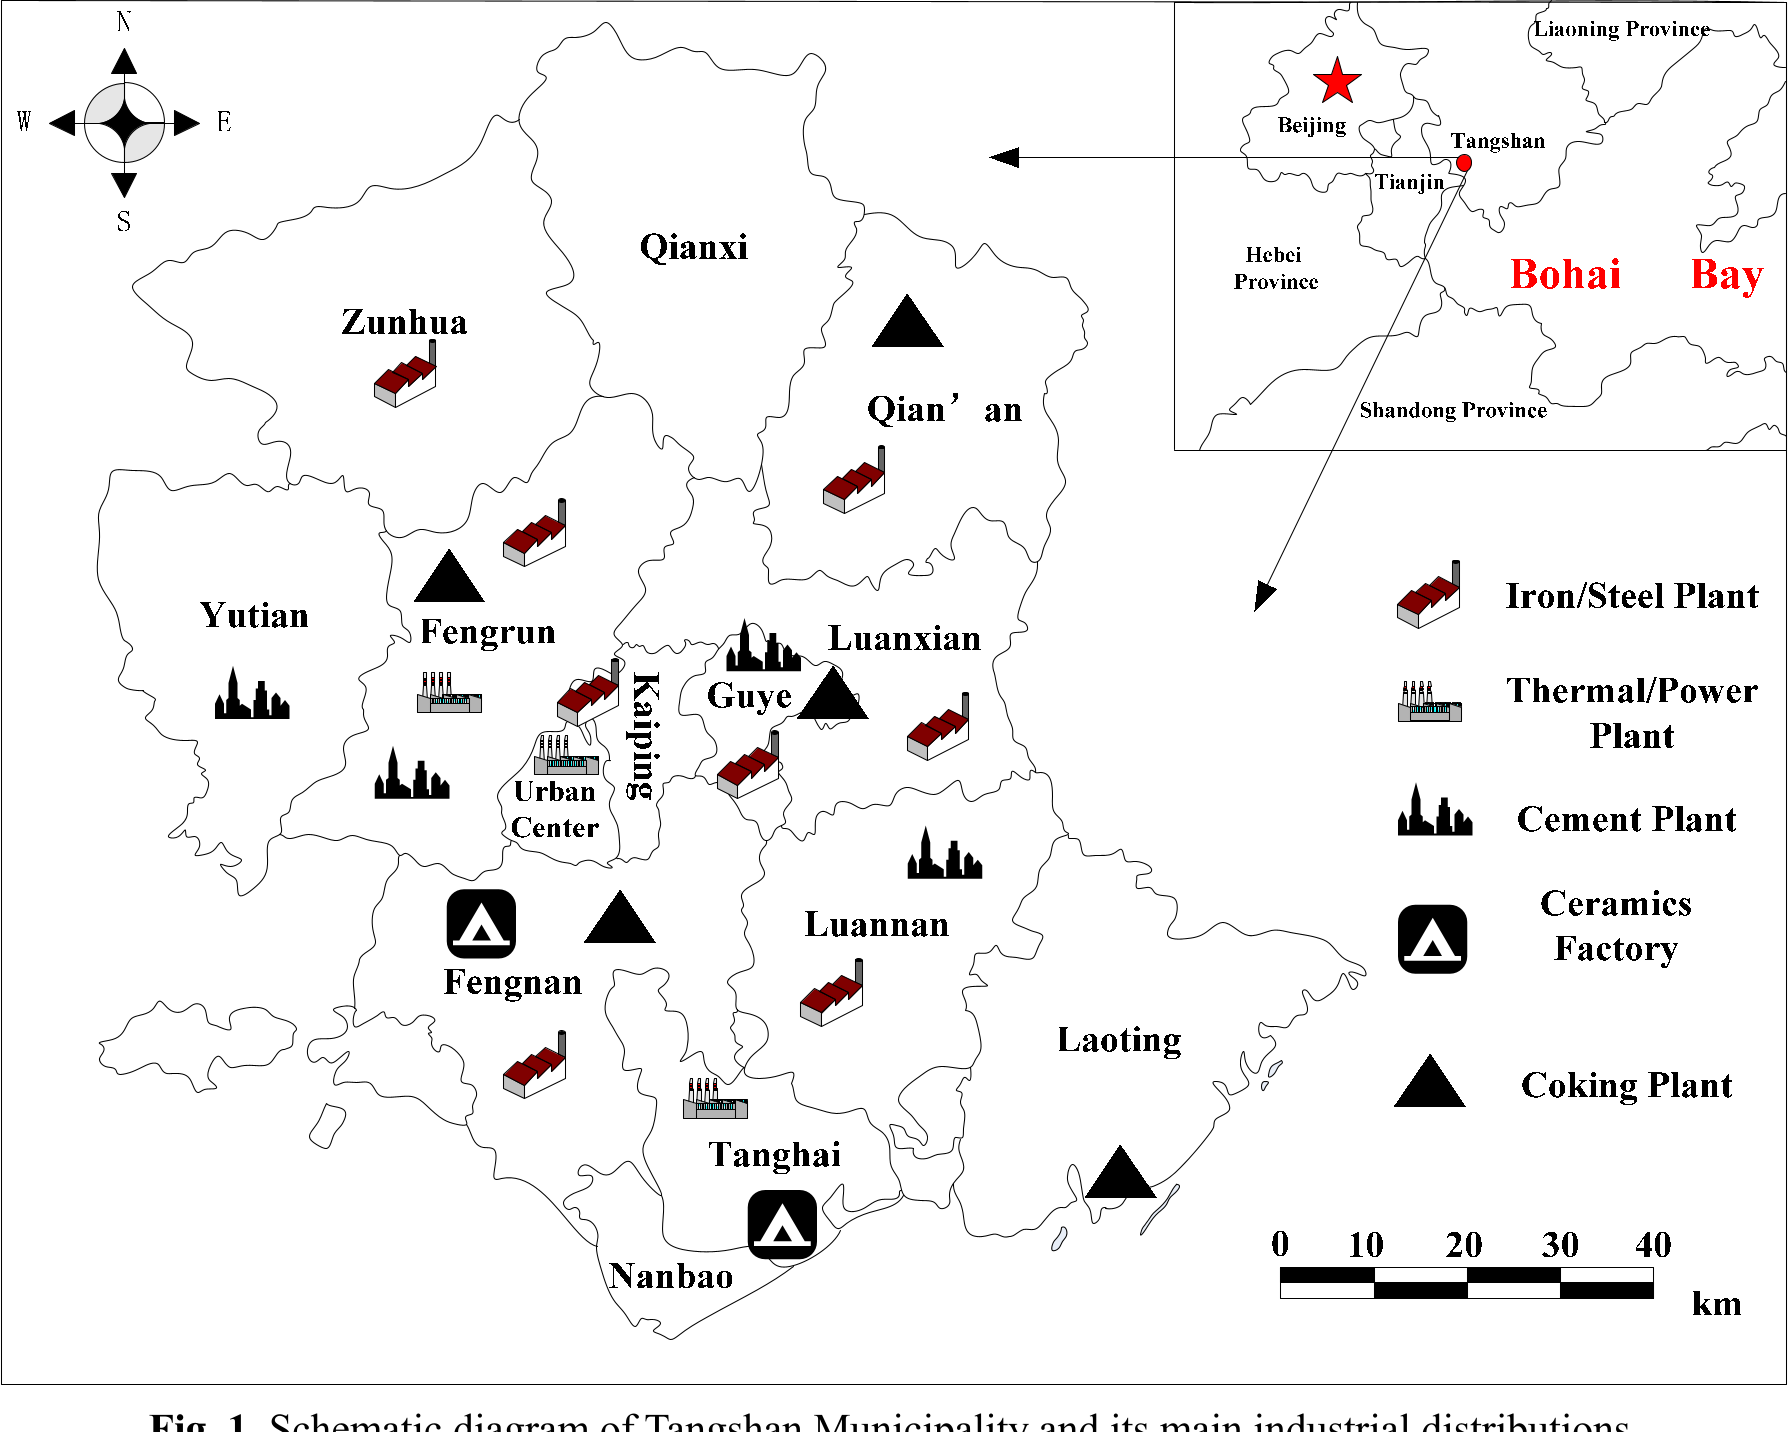 N
W
E
S
Liaoning Province
Beijing
Tangshan
Tianjin
Hebei
Province
Bohai Bay
Shandong Province
Qianxi
Zunhua
Qian’ an
Yutian
Fengrun
Luanxian
Guye
Kaiping
Urban
Center
Luannan
Fengnan
Laoting
Tanghai
Nanbao
Iron/Steel Plant
Thermal/Power
Plant
Cement Plant
Ceramics
Factory
Coking Plant
0 10 20 30 40
km
Fig. 1. Schematic diagram of Tangshan Municipality and its main industrial distributions